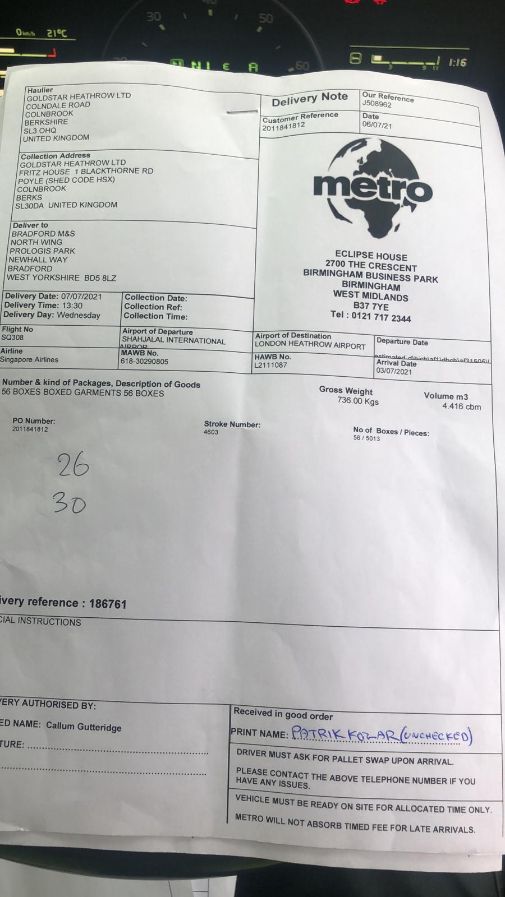 30
50
0km/h 21°C
60
1:16
Haulier
GOLDSTAR HEATHROW LTD
COLNDALE ROAD
COLNBROOK
BERKSHIRE
SL3 OHQ
UNITED KINGDOM
Delivery Note
Our Reference
J508962
Customer Reference
2011841812
Date
06/07/21
Collection Address
GOLDSTAR HEATHROW LTD
FRITZ HOUSE 1 BLACKTHORNE RD
POYLE (SHED CODE HSX)
COLNBROOK
BERKS
SL30DA UNITED KINGDOM
metro
Deliver to
BRADFORD M&S
NORTH WING
PROLOGIS PARK
NEWHALL WAY
BRADFORD
WEST YORKSHIRE BD5 8LZ
ECLIPSE HOUSE
2700 THE CRESCENT
BIRMINGHAM BUSINESS PARK
BIRMINGHAM
WEST MIDLANDS
B37 7YE
Tel : 0121 717 2344
Delivery Date: 07/07/2021
Delivery Time: 13:30
Delivery Day: Wednesday
Collection Date:
Collection Ref:
Collection Time:
Flight No
SQ308
Airport of Departure
SHAHJALAL INTERNATIONAL
Airport of Destination
LONDON HEATHROW AIRPORT
Departure Date
Airline
Singapore Airlines
MAWB No.
618-30290805
HAWB No.
L2111087
Arrival Date
03/07/2021
Number & kind of Packages, Description of Goods
56 BOXES BOXED GARMENTS 56 BOXES
Gross Weight
736.00 Kgs
Volume m3
4.416 cbm
PO Number:
2011841812
Stroke Number:
4503
No of Boxes / Pieces:
56 / 5013
26
30
ivery reference : 186761
CIAL INSTRUCTIONS
VERY AUTHORISED BY:
ED NAME: Callum Gutteridge
TURE:
Received in good order
PRINT NAME: PATRIK KOZAR (UNCHECKED)
DRIVER MUST ASK FOR PALLET SWAP UPON ARRIVAL.
PLEASE CONTACT THE ABOVE TELEPHONE NUMBER IF YOU
HAVE ANY ISSUES.
VEHICLE MUST BE READY ON SITE FOR ALLOCATED TIME ONLY.
METRO WILL NOT ABSORB TIMED FEE FOR LATE ARRIVALS.